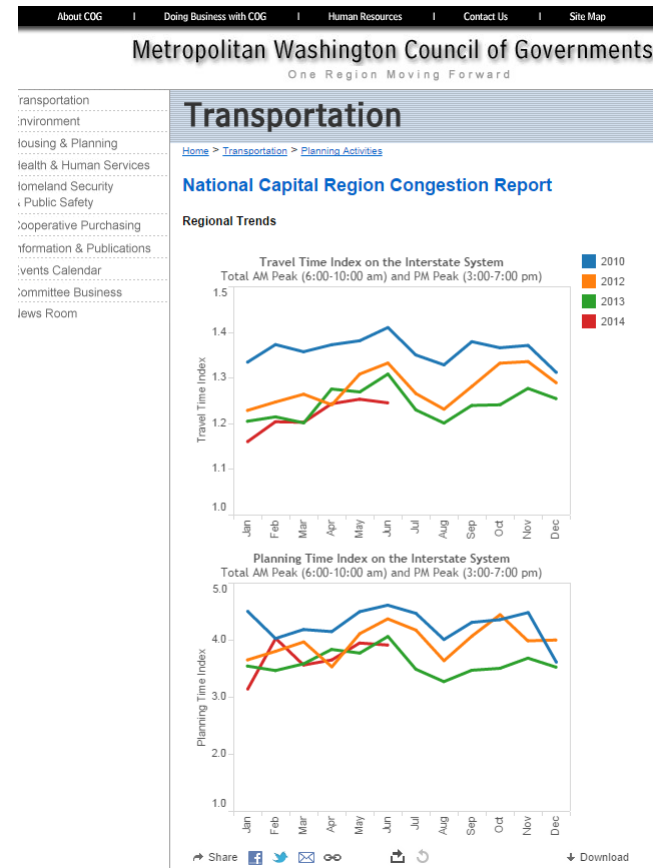 About COG I Doing Business with COG I Human Resources I Contact Us I Site Map
Metropolitan Washington Council of Governments
One Region Moving Forward
ransportation
nvironment
ousing & Planning
ealth & Human Services
omeland Security
Public Safety
ooperative Purchasing
nformation & Publications
vents Calendar
ommittee Business
ews Room
Transportation
Home > Transportation > Planning Activities
National Capital Region Congestion Report
Regional Trends
Travel Time Index on the Interstate System
Total AM Peak (6:00-10:00 am) and PM Peak (3:00-7:00 pm)
2010
2012
2013
2014
Travel Time Index
1.5
1.4
1.3
1.2
1.1
1.0
Jan Feb Mar Apr May Jun Jul Aug Sep Oct Nov Dec
Planning Time Index on the Interstate System
Total AM Peak (6:00-10:00 am) and PM Peak (3:00-7:00 pm)
Planning Time Index
5.0
4.0
3.0
2.0
1.0
Jan Feb Mar Apr May Jun Jul Aug Sep Oct Nov Dec
Share
Download